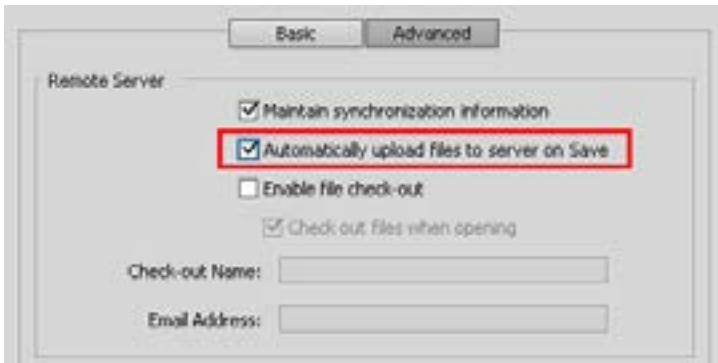 Basic
Advanced
Remote Server
Maintain synchronization information
Automatically upload files to server on Save
Enable file check-out
Check out files when opening
Check-out Name:
Email Address: